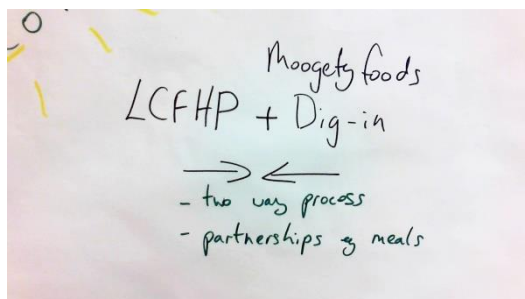 Moogety foods
LCFHP + Dig-in
- two way process
- partnerships eg meals